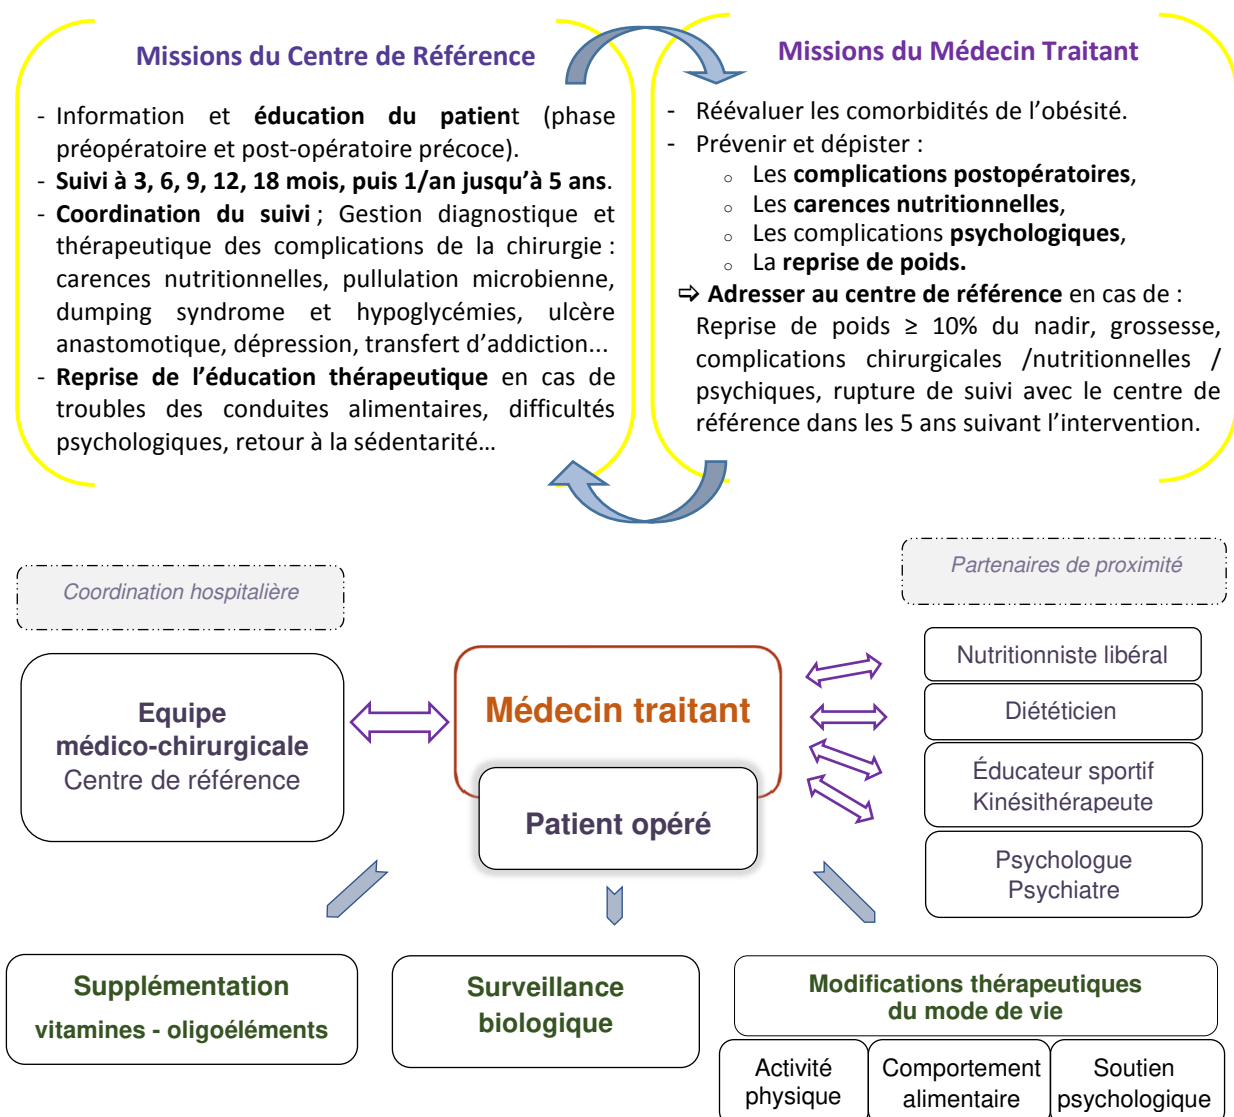 Missions du Centre de Référence
- Information et éducation du patient (phase
préopératoire et post-opératoire précoce).
- Suivi à 3, 6, 9, 12, 18 mois, puis 1/an jusqu’à 5 ans.
- Coordination du suivi ; Gestion diagnostique et
thérapeutique des complications de la chirurgie :
carences nutritionnelles, pullulation microbienne,
dumping syndrome et hypoglycémies, ulcère
anastomotique, dépression, transfert d’addiction...
- Reprise de l’éducation thérapeutique en cas de
troubles des conduites alimentaires, difficultés
psychologiques, retour à la sédentarité…
Missions du Médecin Traitant
- Réévaluer les comorbidités de l’obésité.
- Prévenir et dépister :
o Les complications postopératoires,
o Les carences nutritionnelles,
o Les complications psychologiques,
o La reprise de poids.
⇨ Adresser au centre de référence en cas de :
Reprise de poids ≥ 10% du nadir, grossesse,
complications chirurgicales /nutritionnelles /
psychiques, rupture de suivi avec le centre de
référence dans les 5 ans suivant l’intervention.
Coordination hospitalière
Partenaires de proximité
Equipe
médico-chirurgicale
Centre de référence
Médecin traitant
Patient opéré
Nutritionniste libéral
Diététicien
Éducateur sportif
Kinésithérapeute
Psychologue
Psychiatre
Supplémentation
vitamines - oligoéléments
Surveillance
biologique
Modifications thérapeutiques
du mode de vie
Activité
physique
Comportement
alimentaire
Soutien
psychologique